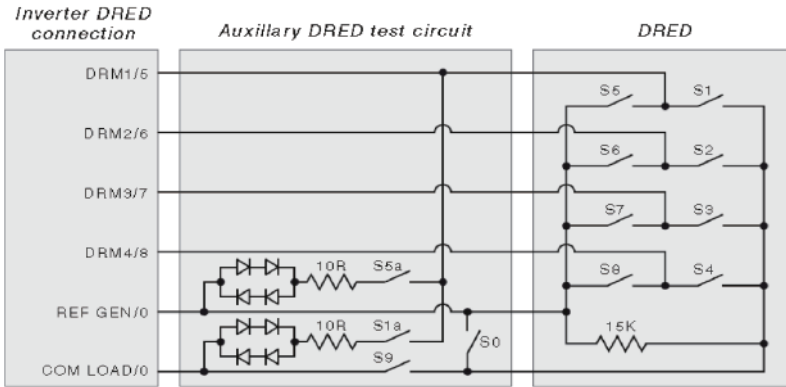 Inverter DRED connection
Auxillary DRED test circuit
DRED
DRM1/5
S5
S1
DRM2/6
S6
S2
DRM3/7
S7
S3
DRM4/8
10R
S5a
S8
S4
REF GEN/0
10R
S1a
S0
15K
COM LOAD/0
S9